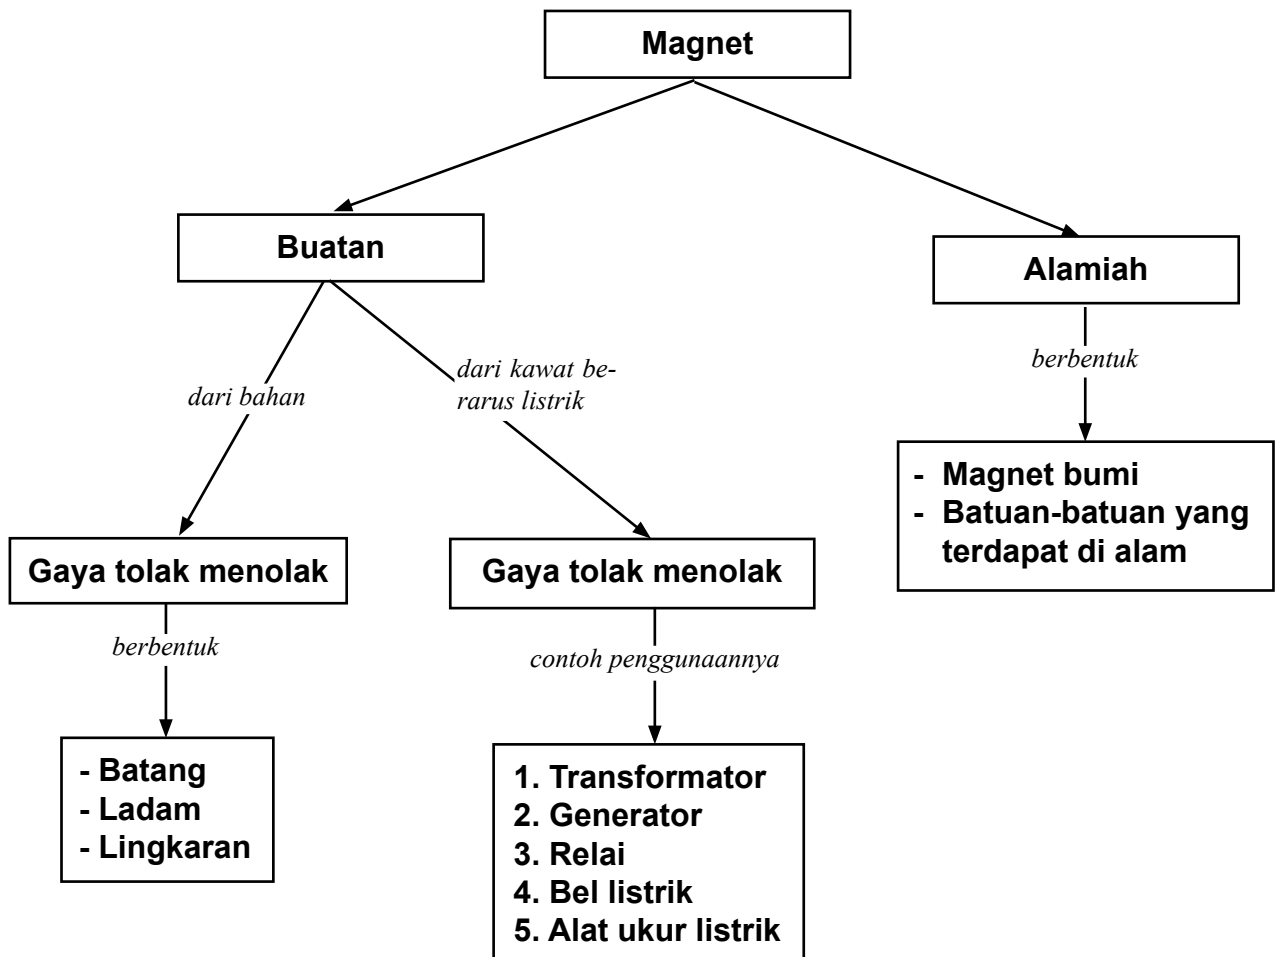 Magnet
Buatan
Alamiah
dari bahan
dari kawat be-
rarus listrik
berbentuk
Gaya tolak menolak
Gaya tolak menolak
- Magnet bumi
- Batuan-batuan yang
terdapat di alam
berbentuk
contoh penggunaannya
- Batang
- Ladam
- Lingkaran
1. Transformator
2. Generator
3. Relai
4. Bel listrik
5. Alat ukur listrik